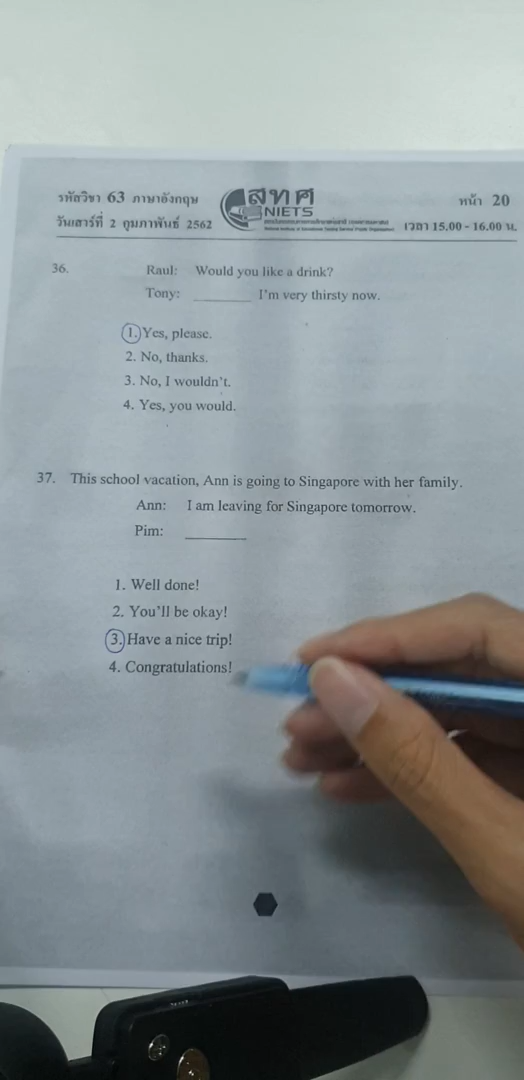 รหัสวิชา 63 ภาษาอังกฤษ
วันเสาร์ที่ 2 กุมภาพันธ์ 2562
สทศ
NIETS
หน้า 20
เวลา 15.00 - 16.00 น.
36. Raul: Would you like a drink?
Tony: ________ I'm very thirsty now.
1. Yes, please.
2. No, thanks.
3. No, I wouldn't.
4. Yes, you would.
37. This school vacation, Ann is going to Singapore with her family.
Ann: I am leaving for Singapore tomorrow.
Pim: ________
1. Well done!
2. You'll be okay!
3. Have a nice trip!
4. Congratulations!